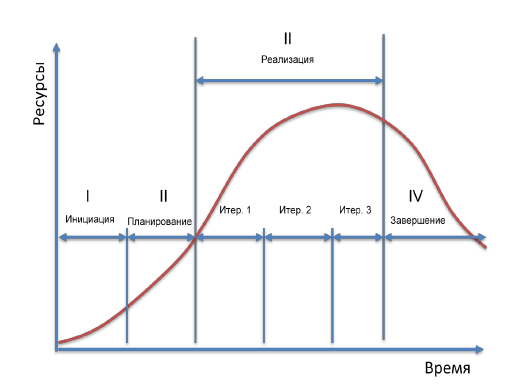 II
Реализация
Ресурсы
I
Инициация
II
Планирование
Итер. 1
Итер. 2
Итер. 3
IV
Завершение
Время